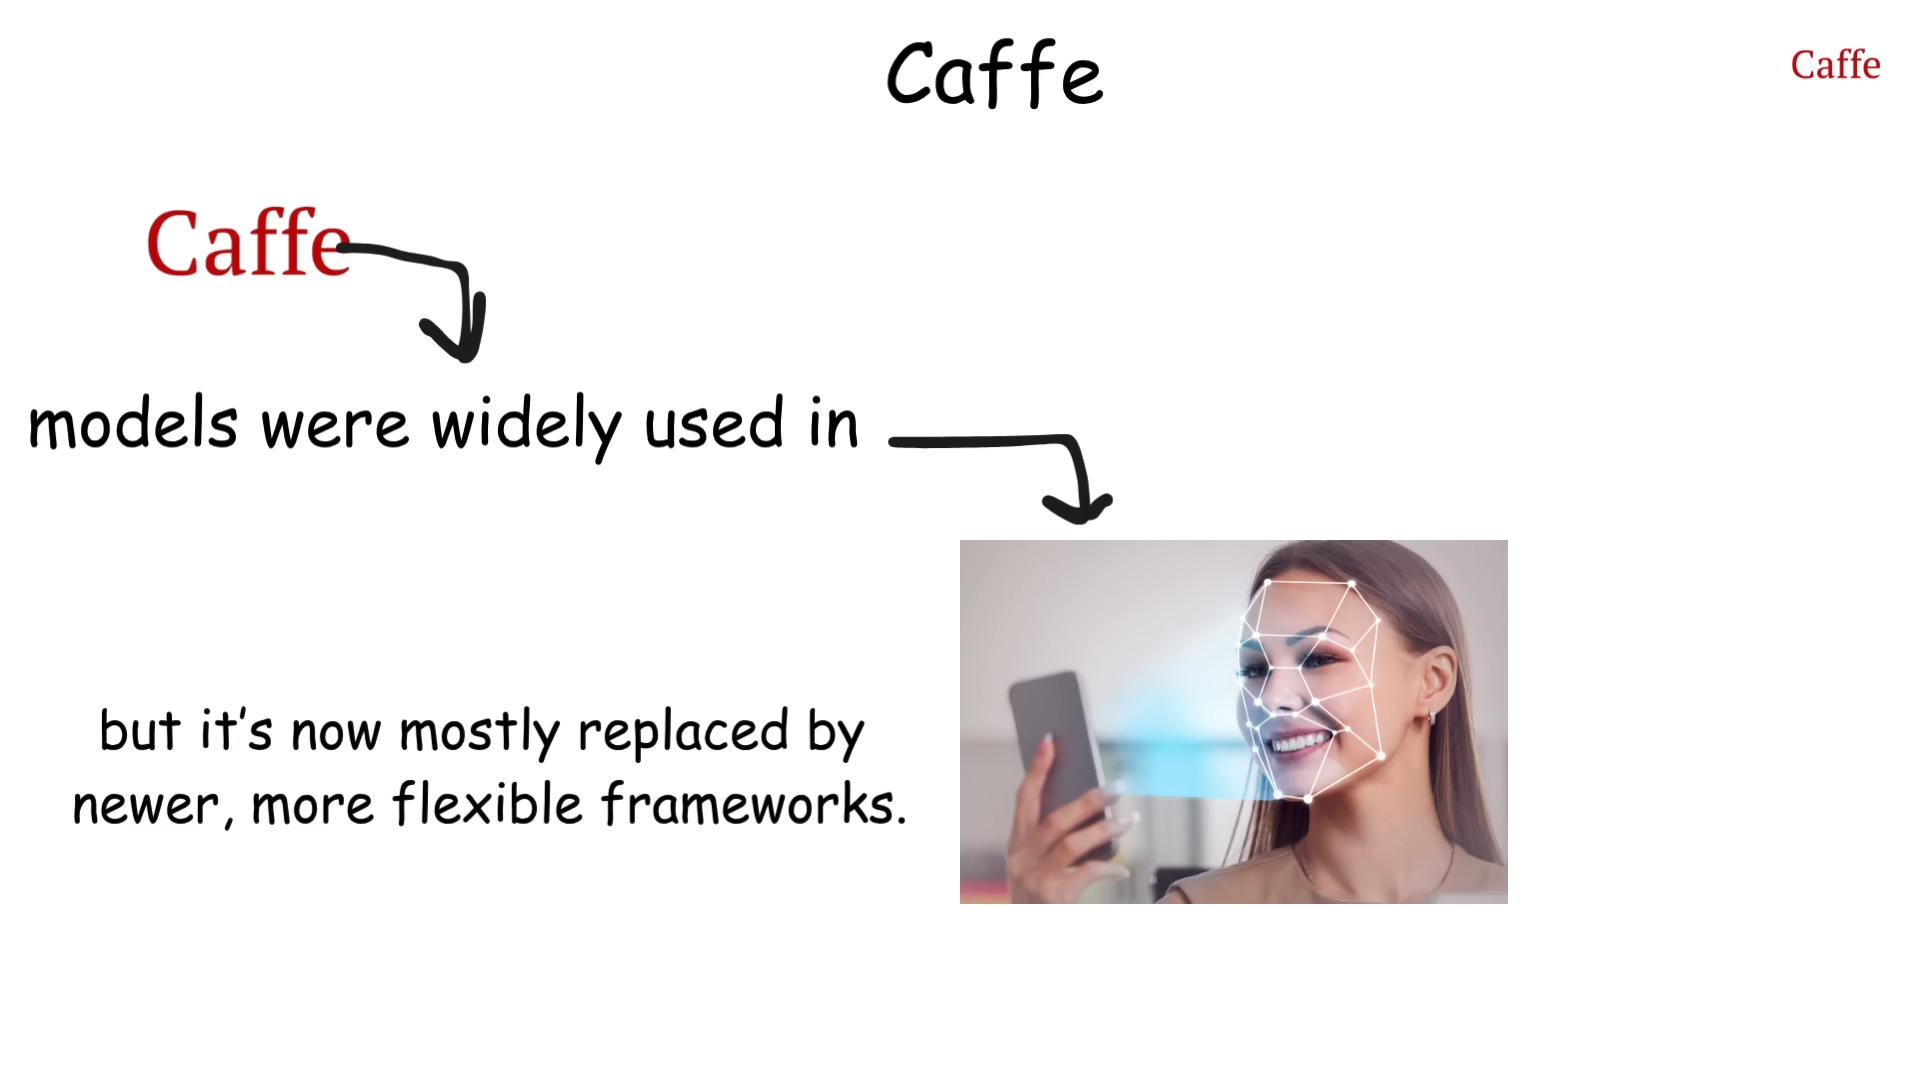 Caffe
Caffe
Caffe
models were widely used in
but it's now mostly replaced by
newer, more flexible frameworks.